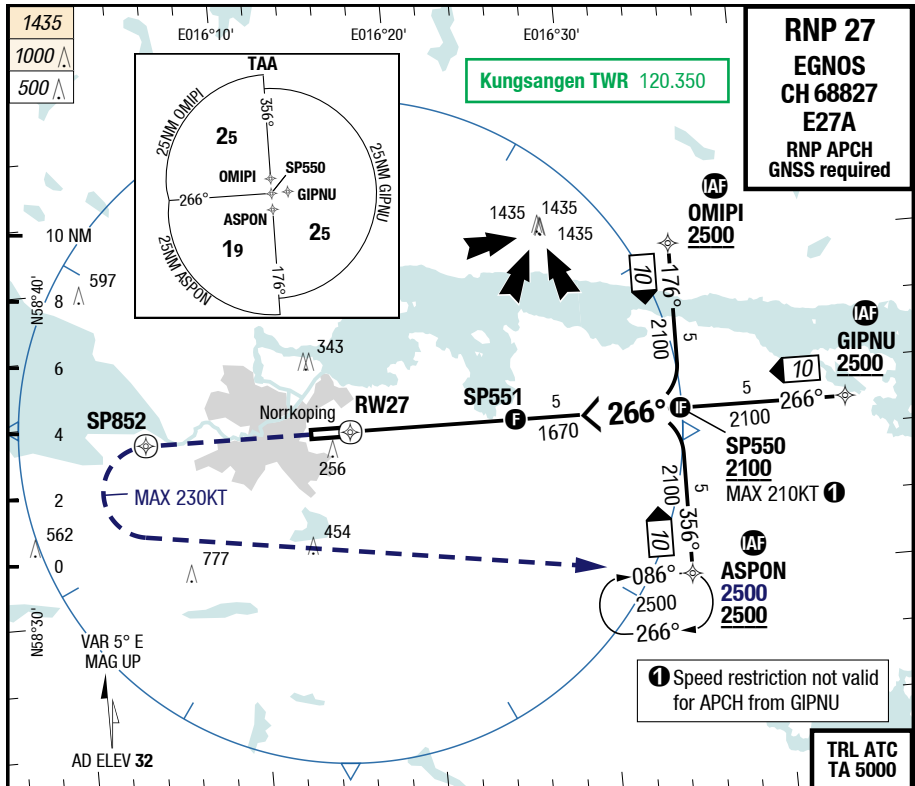 1435
1000
500
E016°10'
E016°20'
E016°30'
RNP 27
EGNOS
CH 68827
E27A
RNP APCH
GNSS required
Kungsangen TWR 120.350
TAA
25NM OMIPI
356°
25
OMIPI
SP550
GIPNU
25NM GIPNU
266°
ASPON
19
25
25NM ASPON
176°
1435
1435
1435
IAF
OMIPI
2500
10
176°
5
2100
10 NM
597
N58°40'
8
6
4
2
0
343
IAF
GIPNU
2500
10
5
266°
2100
SP852
Norrkoping
RW27
SP551
F
5
1670
266°
IF
SP550
2100
MAX 210KT 1
256
MAX 230KT
2100
5
356°
10
562
454
777
IAF
ASPON
2500
2500
086°
2500
266°
N58°30'
VAR 5° E
MAG UP
AD ELEV 32
1 Speed restriction not valid
for APCH from GIPNU
TRL ATC
TA 5000